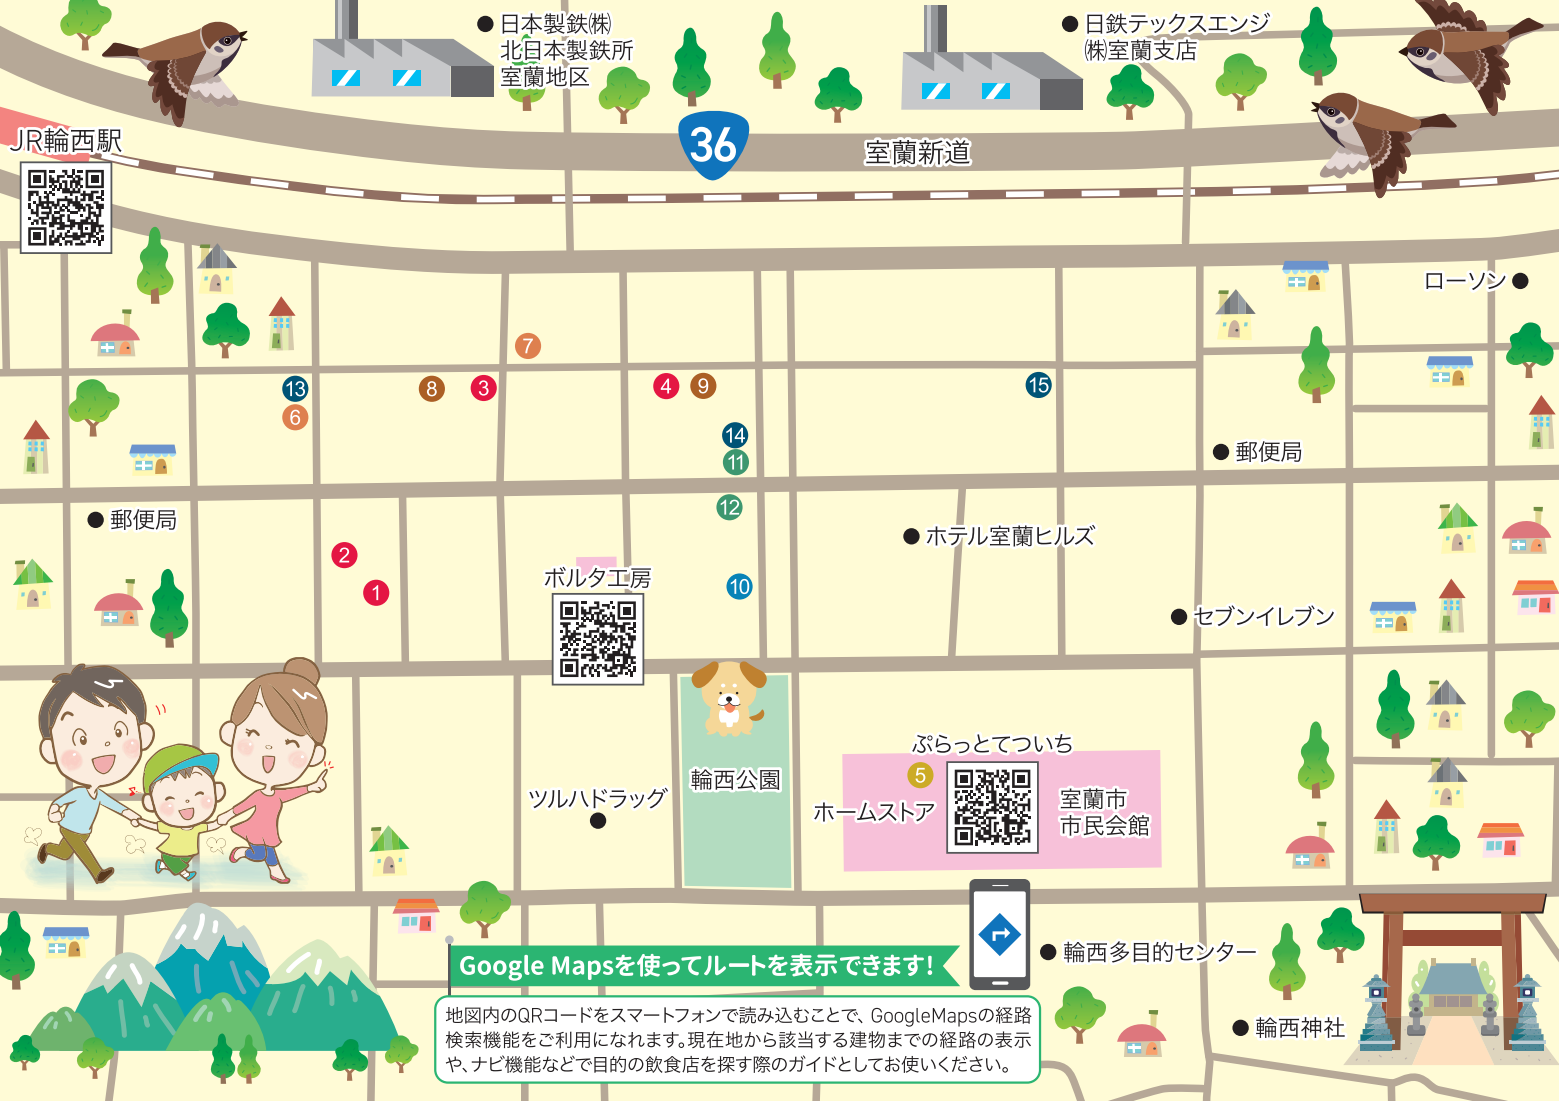 日本製鉄㈱
北日本製鉄所
室蘭地区
日鉄テックスエンジ
㈱室蘭支店
JR輪西駅
36
室蘭新道
ローソン
7
13
8
3
4
9
15
6
14
11
郵便局
12
郵便局
ホテル室蘭ヒルズ
2
1
ボルタ工房
10
セブンイレブン
ぷらっとてついち
5
輪西公園
ツルハドラッグ
ホームストア
室蘭市
市民会館
輪西多目的センター
Google Mapsを使ってルートを表示できます!
地図内のQRコードをスマートフォンで読み込むことで、GoogleMapsの経路
検索機能をご利用になれます。現在地から該当する建物までの経路の表示
や、ナビ機能などで目的の飲食店を探す際のガイドとしてお使いください。
輪西神社